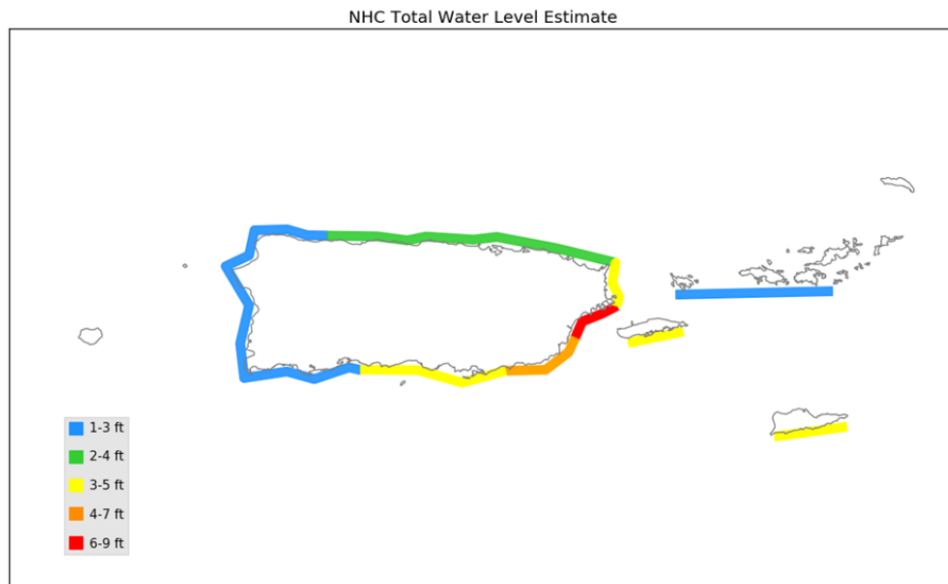 NHC Total Water Level Estimate
1-3 ft
2-4 ft
3-5 ft
4-7 ft
6-9 ft